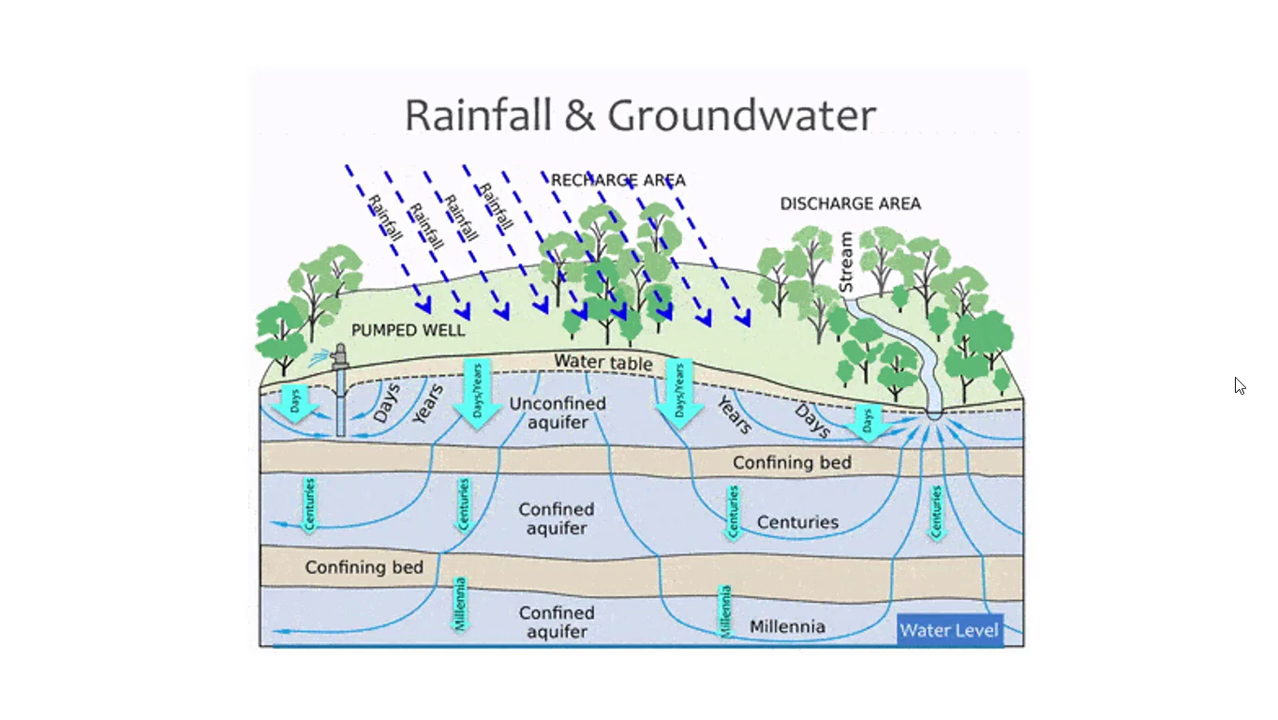 Rainfall & Groundwater
RECHARGE AREA
DISCHARGE AREA
Rainfall
Rainfall
Rainfall
Rainfall
Stream
PUMPED WELL
Water table
Days
Days
Years
Days/Years
Unconfined
aquifer
Days/Years
Years
Days
Days
Confining bed
Centuries
Centuries
Confined
aquifer
Centuries
Centuries
Centuries
Confining bed
Millennia
Confined
aquifer
Millennia
Millennia
Water Level